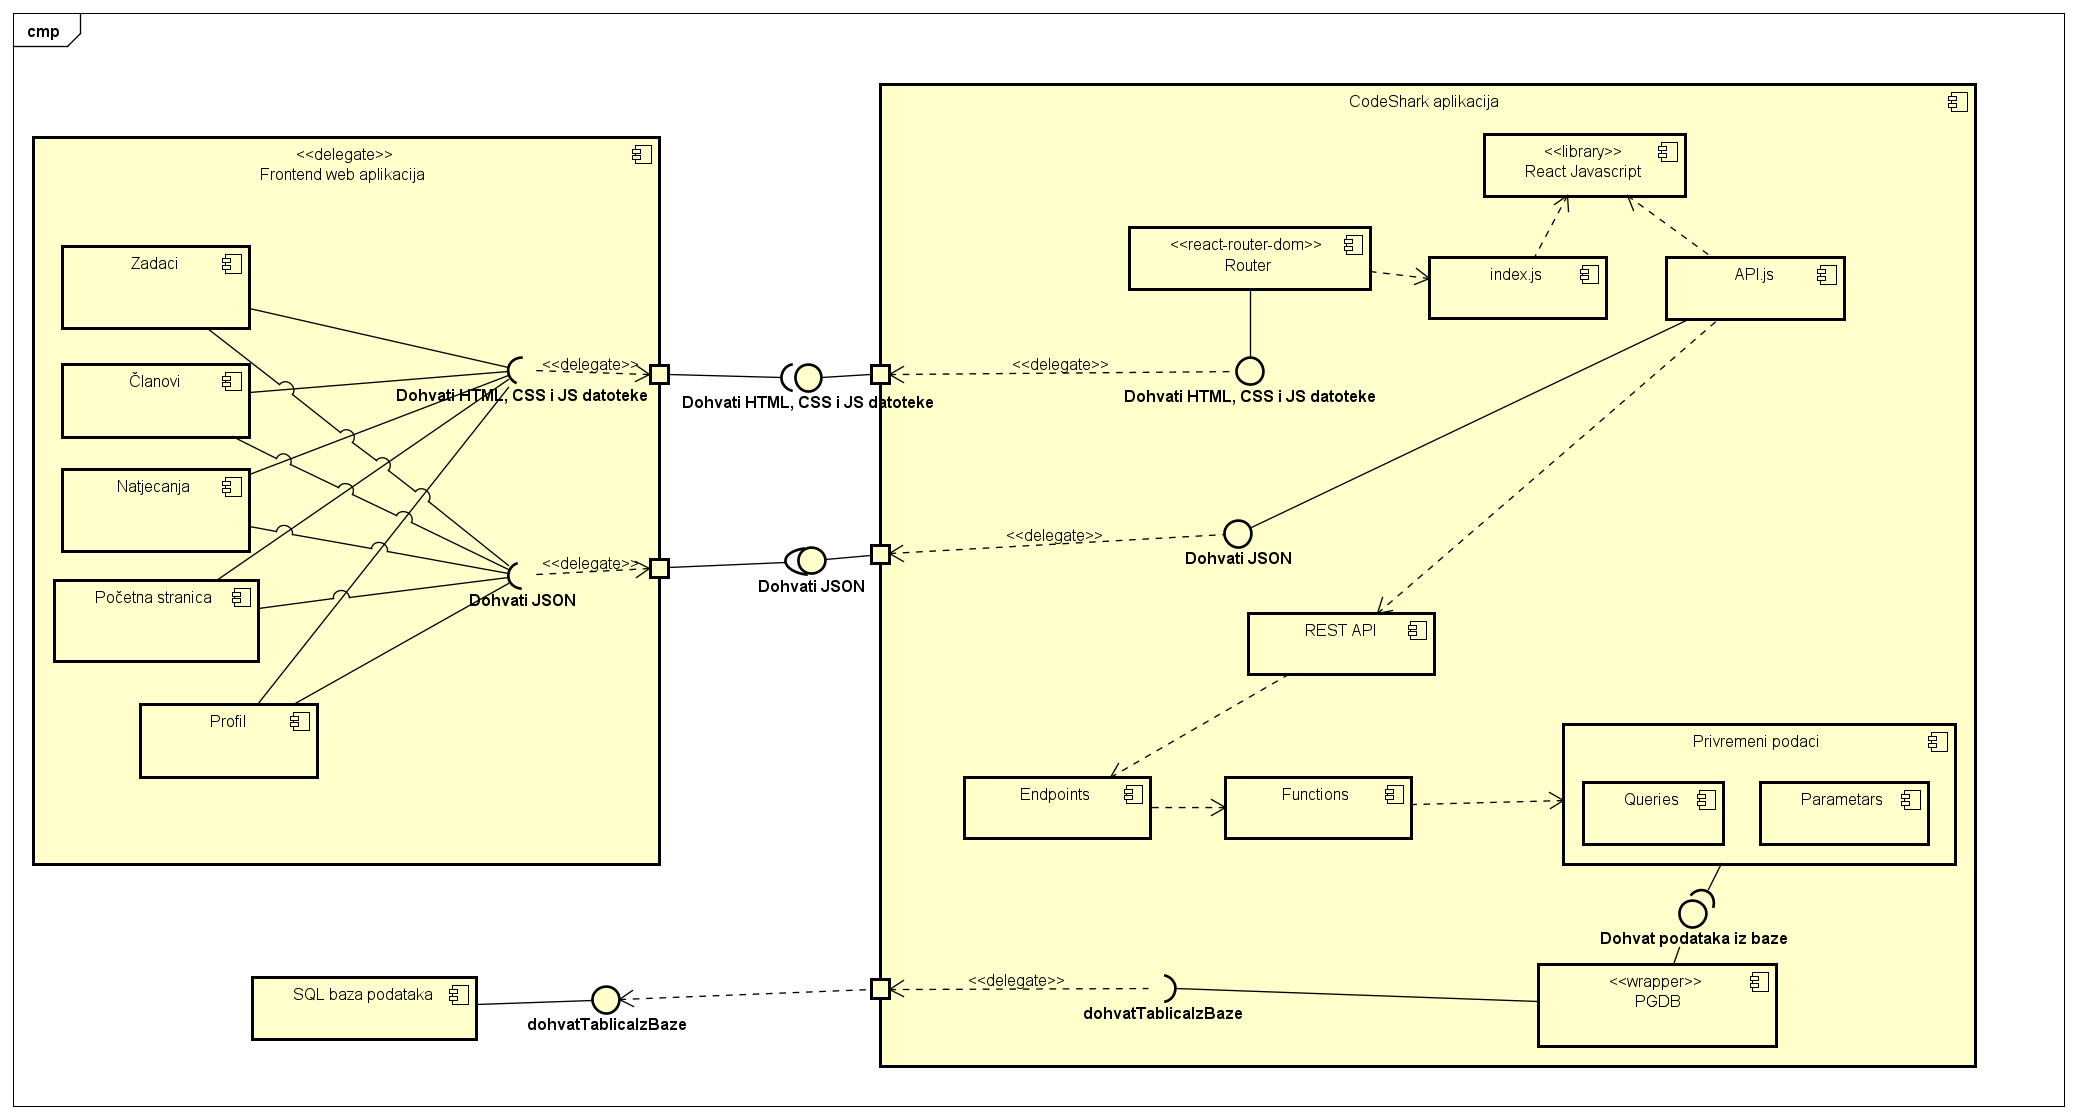 cmp
CodeShark aplikacija
<<delegate>>
Frontend web aplikacija
Zadaci
Članovi
Natjecanja
Početna stranica
Profil
<<delegate>>
Dohvati HTML, CSS i JS datoteke
<<delegate>>
Dohvati JSON
Dohvati HTML, CSS i JS datoteke
Dohvati JSON
<<library>>
React Javascript
<<react-router-dom>>
Router
index.js
API.js
<<delegate>>
Dohvati HTML, CSS i JS datoteke
<<delegate>>
Dohvati JSON
REST API
Endpoints
Functions
Privremeni podaci
Queries
Parametars
Dohvat podataka iz baze
<<wrapper>>
PGDB
<<delegate>>
dohvatTablicaIzBaze
SQL baza podataka
dohvatTablicaIzBaze